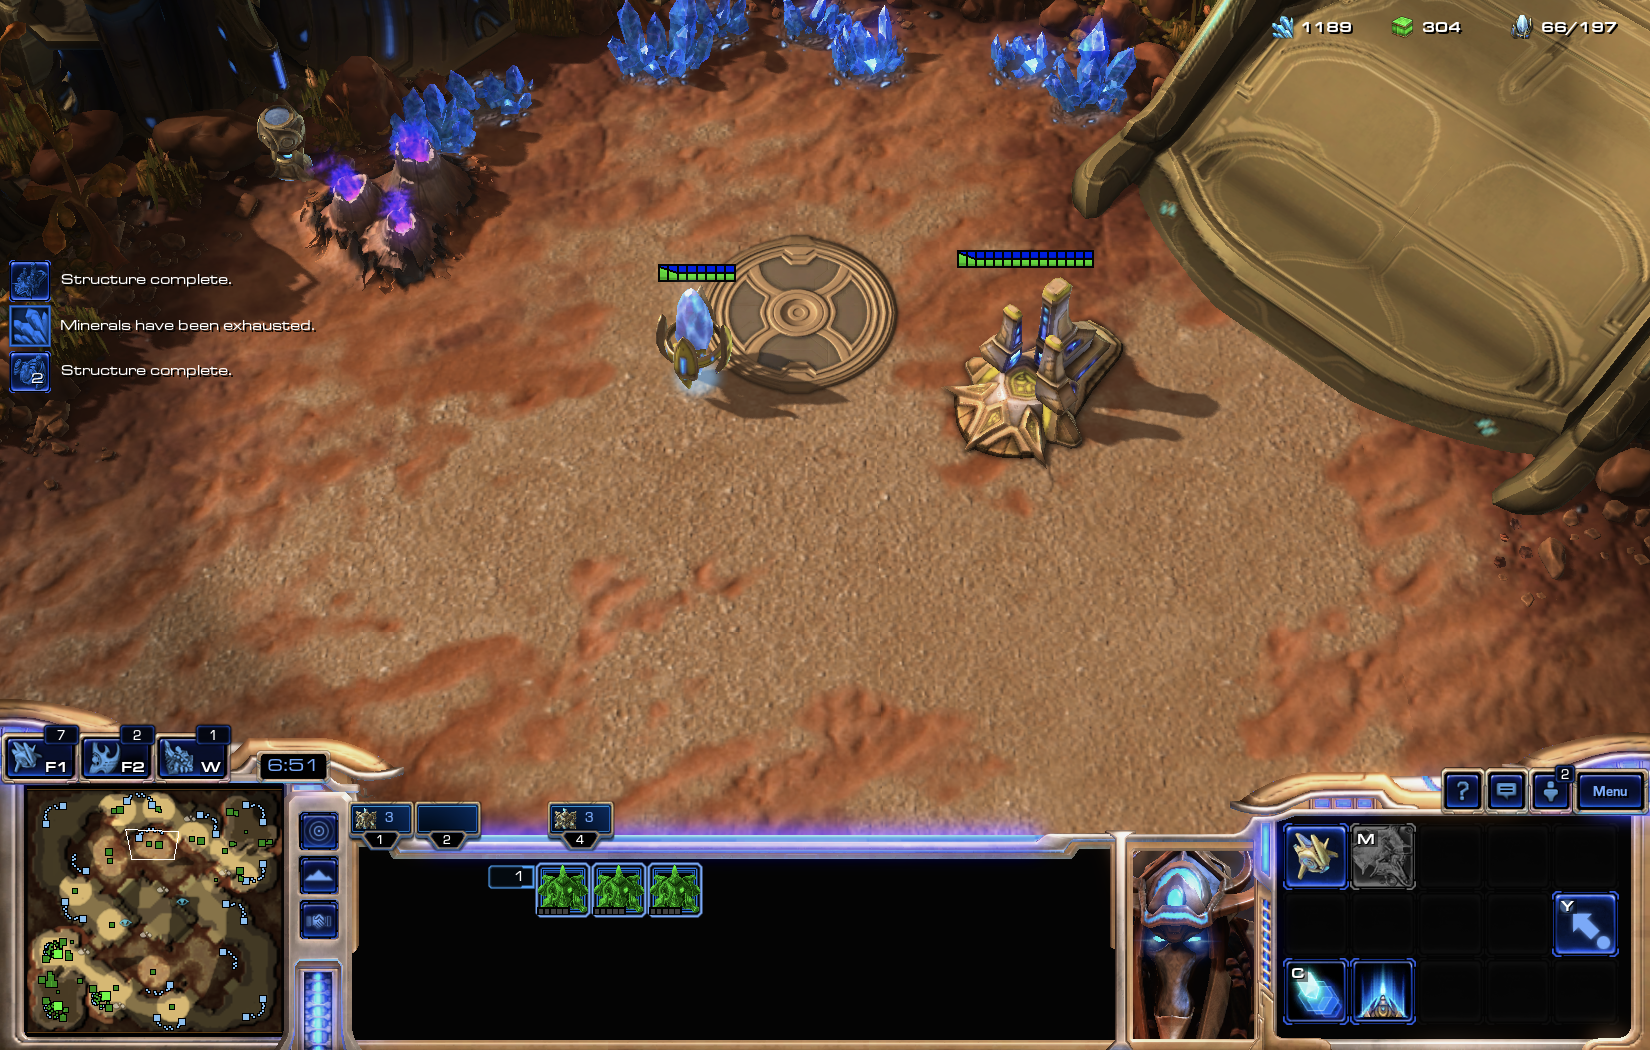 1189 304 66/197
Structure complete.
Minerals have been exhausted.
2 Structure complete.
7 2 1
F1 F2 W
6:51
2
? Menu
3 3
1 2 4
1
M
Y
C